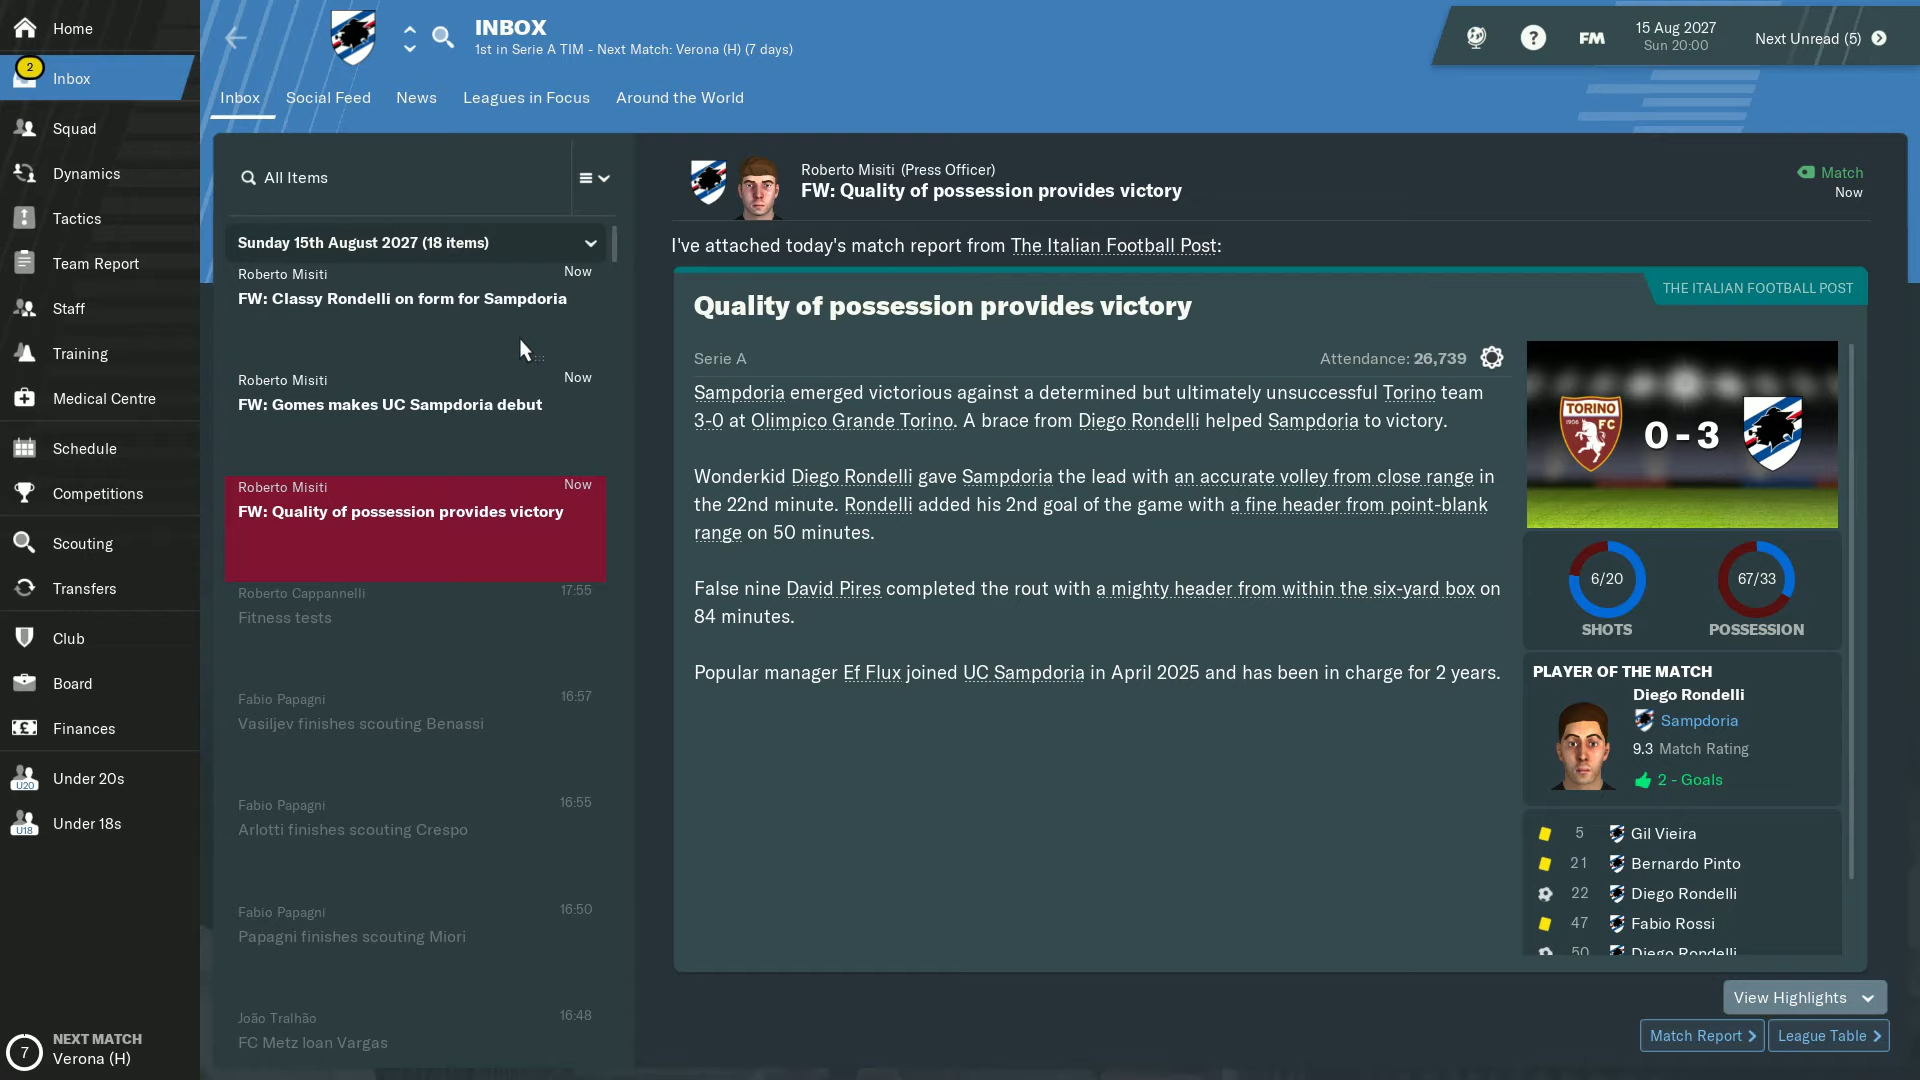 Home
2
Inbox
Squad
Dynamics
Tactics
Team Report
Staff
Training
Medical Centre
Schedule
Competitions
Scouting
Transfers
Club
Board
Finances
U20
Under 20s
U18
Under 18s
7
NEXT MATCH
Verona (H)
INBOX
1st in Serie A TIM - Next Match: Verona (H) (7 days)
?
FM
15 Aug 2027
Sun 20:00
Next Unread (5)
Inbox
Social Feed
News
Leagues in Focus
Around the World
All Items
Sunday 15th August 2027 (18 items)
Roberto Misiti
Now
FW: Classy Rondelli on form for Sampdoria
Roberto Misiti
Now
FW: Gomes makes UC Sampdoria debut
Roberto Misiti
Now
FW: Quality of possession provides victory
Roberto Cappannelli
17:55
Fitness tests
Fabio Papagni
16:57
Vasiljev finishes scouting Benassi
Fabio Papagni
16:55
Arlotti finishes scouting Crespo
Fabio Papagni
16:50
Papagni finishes scouting Miori
João Tralhão
16:48
FC Metz loan Vargas
Roberto Misiti (Press Officer)
FW: Quality of possession provides victory
Match
Now
I've attached today's match report from The Italian Football Post:
THE ITALIAN FOOTBALL POST
Quality of possession provides victory
Serie A
Attendance: 26,739
Sampdoria emerged victorious against a determined but ultimately unsuccessful Torino team
3-0 at Olimpico Grande Torino. A brace from Diego Rondelli helped Sampdoria to victory.
Wonderkid Diego Rondelli gave Sampdoria the lead with an accurate volley from close range in
the 22nd minute. Rondelli added his 2nd goal of the game with a fine header from point-blank
range on 50 minutes.
False nine David Pires completed the rout with a mighty header from within the six-yard box on
84 minutes.
Popular manager Ef Flux joined UC Sampdoria in April 2025 and has been in charge for 2 years.
TORINO
1906 FC
0 - 3
6/20
SHOTS
67/33
POSSESSION
PLAYER OF THE MATCH
Diego Rondelli
Sampdoria
9.3 Match Rating
2 - Goals
5 Gil Vieira
21 Bernardo Pinto
22 Diego Rondelli
47 Fabio Rossi
50 Diego Rondelli
View Highlights
Match Report
League Table